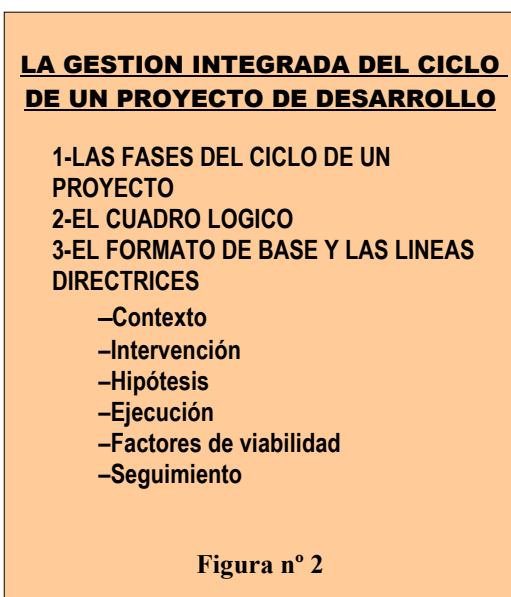 LA GESTION INTEGRADA DEL CICLO
DE UN PROYECTO DE DESARROLLO
1-LAS FASES DEL CICLO DE UN
PROYECTO
2-EL CUADRO LOGICO
3-EL FORMATO DE BASE Y LAS LINEAS
DIRECTRICES
–Contexto
–Intervención
–Hipótesis
–Ejecución
–Factores de viabilidad
–Seguimiento
Figura nº 2